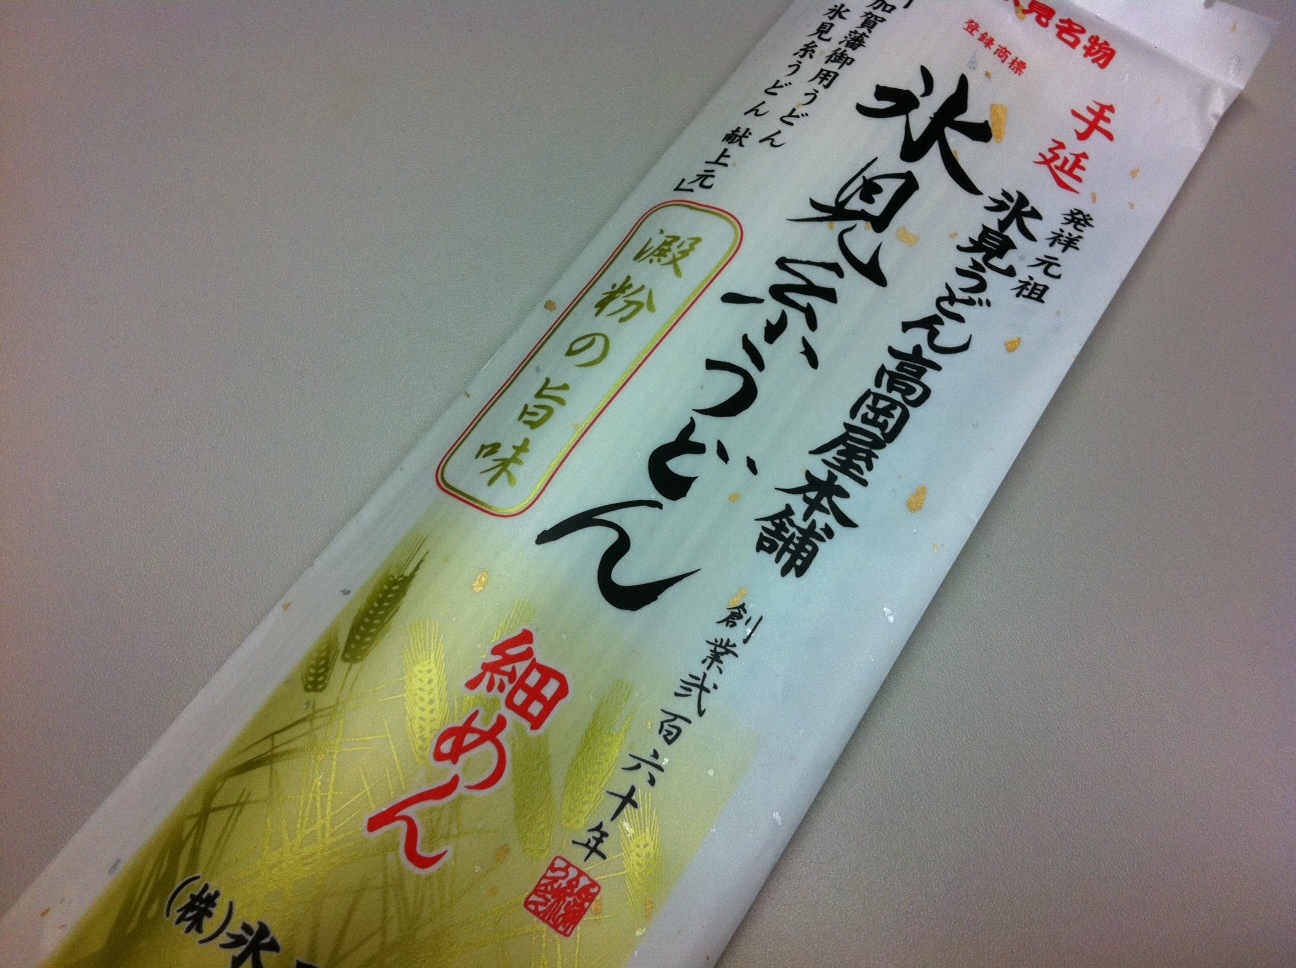 見名物
登録商標
手延
発祥元祖
氷見うどん高岡屋本舗
創業弐百六十年
氷見糸うどん
細めん
加賀藩御用うどん
氷見糸うどん 献上元」
澱粉の旨味
(株)氷